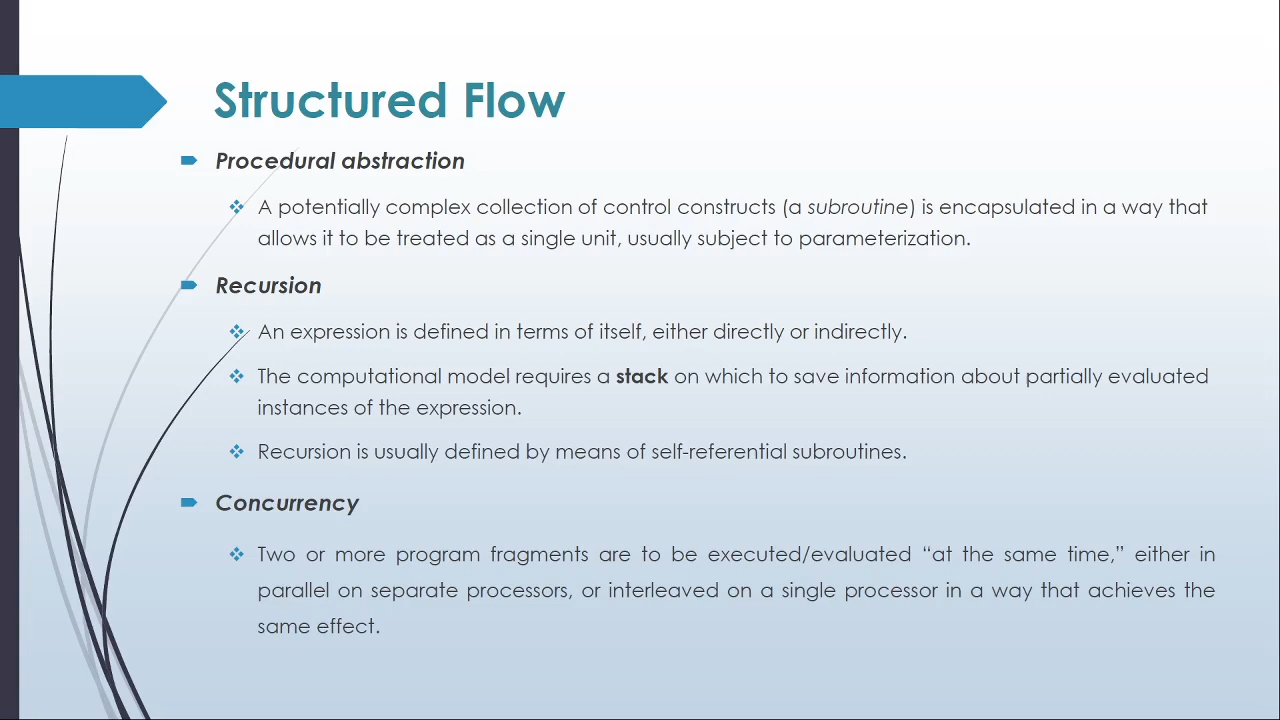 Structured Flow
Procedural abstraction
A potentially complex collection of control constructs (a subroutine) is encapsulated in a way that
allows it to be treated as a single unit, usually subject to parameterization.
Recursion
An expression is defined in terms of itself, either directly or indirectly.
The computational model requires a stack on which to save information about partially evaluated
instances of the expression.
Recursion is usually defined by means of self-referential subroutines.
Concurrency
Two or more program fragments are to be executed/evaluated “at the same time,” either in
parallel on separate processors, or interleaved on a single processor in a way that achieves the
same effect.